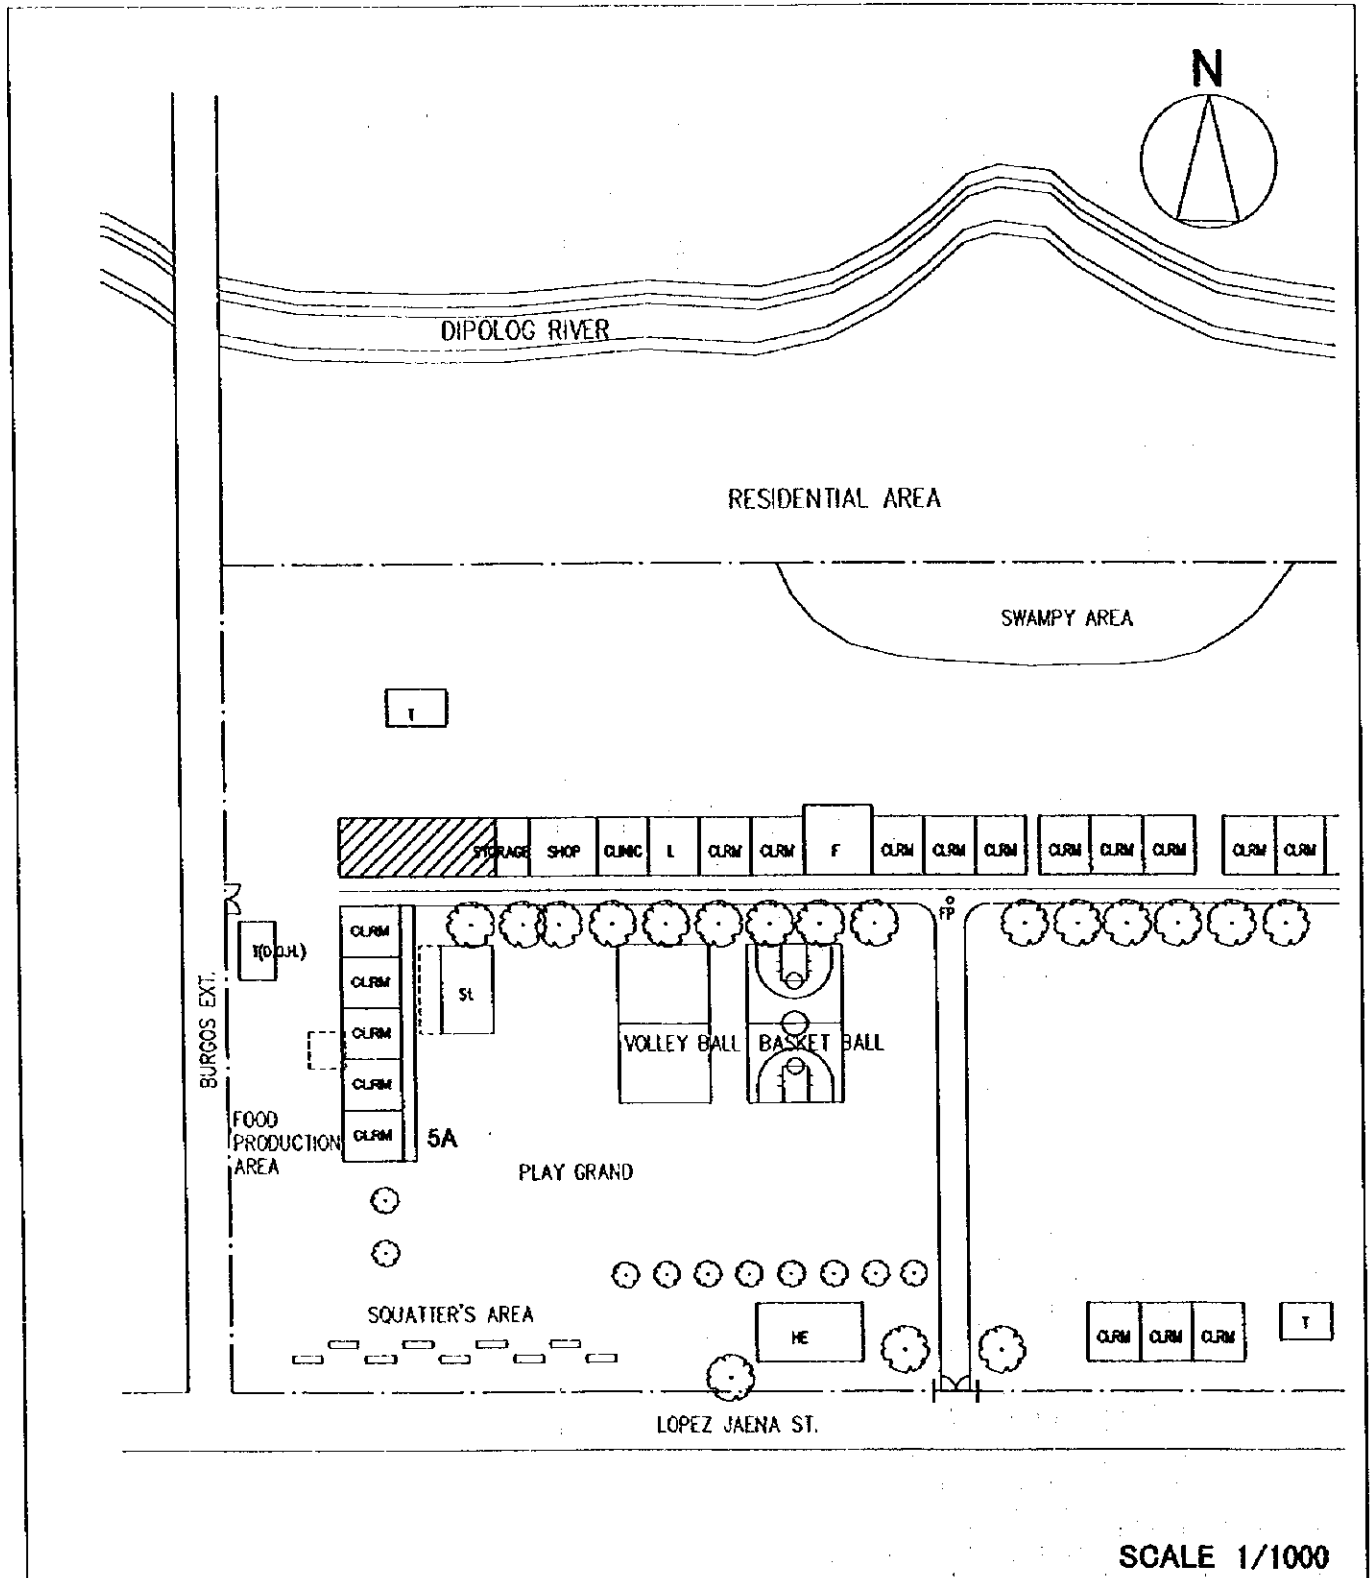 N
DIPOLOG RIVER
RESIDENTIAL AREA
SWAMPY AREA
T
STORAGE SHOP CLINIC L CLRM CLRM F CLRM CLRM CLRM CLRM CLRM CLRM CLRM CLRM
FP
CLRM
T(D.O.H.)
CLRM
St
CLRM
VOLLEY BALL BASKET BALL
CLRM
BURGOS EXT.
FOOD
PRODUCTION
AREA
CLRM
5A
PLAY GRAND
SQUATTER'S AREA
HE
CLRM CLRM CLRM
T
LOPEZ JAENA ST.
SCALE 1/1000